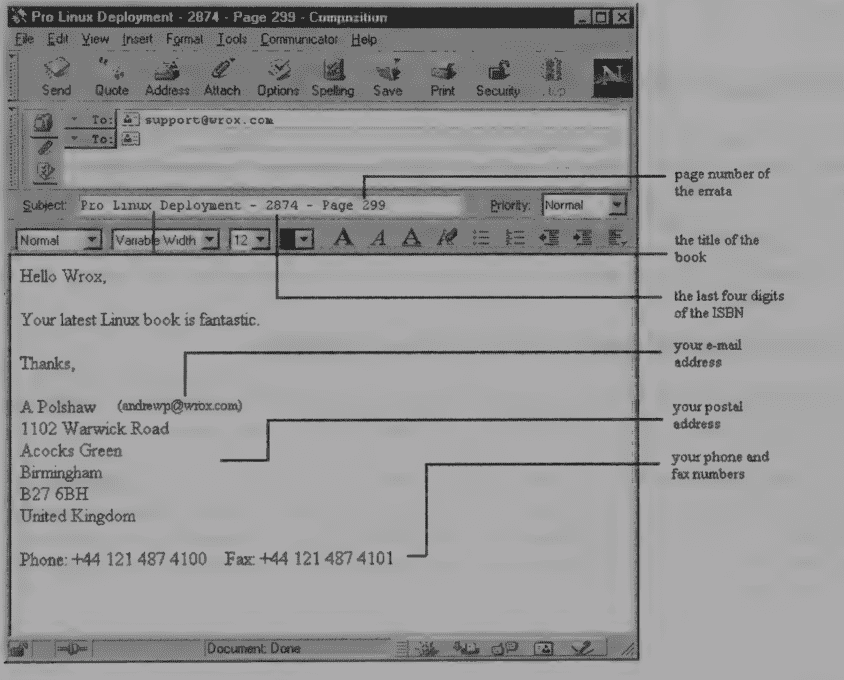 Pro Linux Deployment - 2874 - Page 299 - Composition
File Edit View Insert Format Tools Communicator Help
Send Quote Address Attach Options Spelling Save Print Security Stop
N
To: support@wrox.com
To:
Subject: Pro Linux Deployment - 2874 - Page 299 Priority: Normal
Normal Variable Width 12 A A A
Hello Wrox,
Your latest Linux book is fantastic.
Thanks,
A Polshaw (andrewp@wrox.com)
1102 Warwick Road
Acocks Green
Birmingham
B27 6BH
United Kingdom
Phone: +44 121 487 4100 Fax: +44 121 487 4101
Document: Done
page number of
the errata
the title of the
book
the last four digits
of the ISBN
your e-mail
address
your postal
address
your phone and
fax numbers